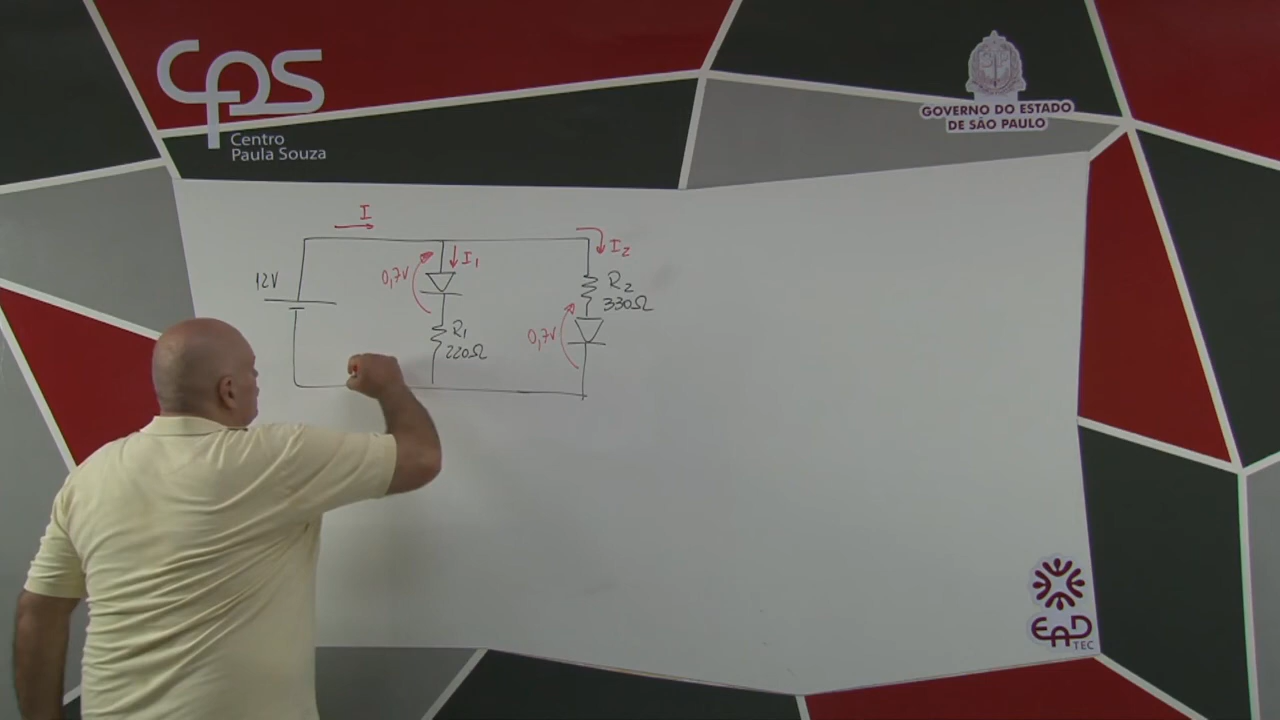 CPS
Centro
Paula Souza
GOVERNO DO ESTADO
DE SÃO PAULO
I
I₁
I₂
12V
0,7V
R₂
330Ω
R₁
220Ω
0,7V
EAD
TEC